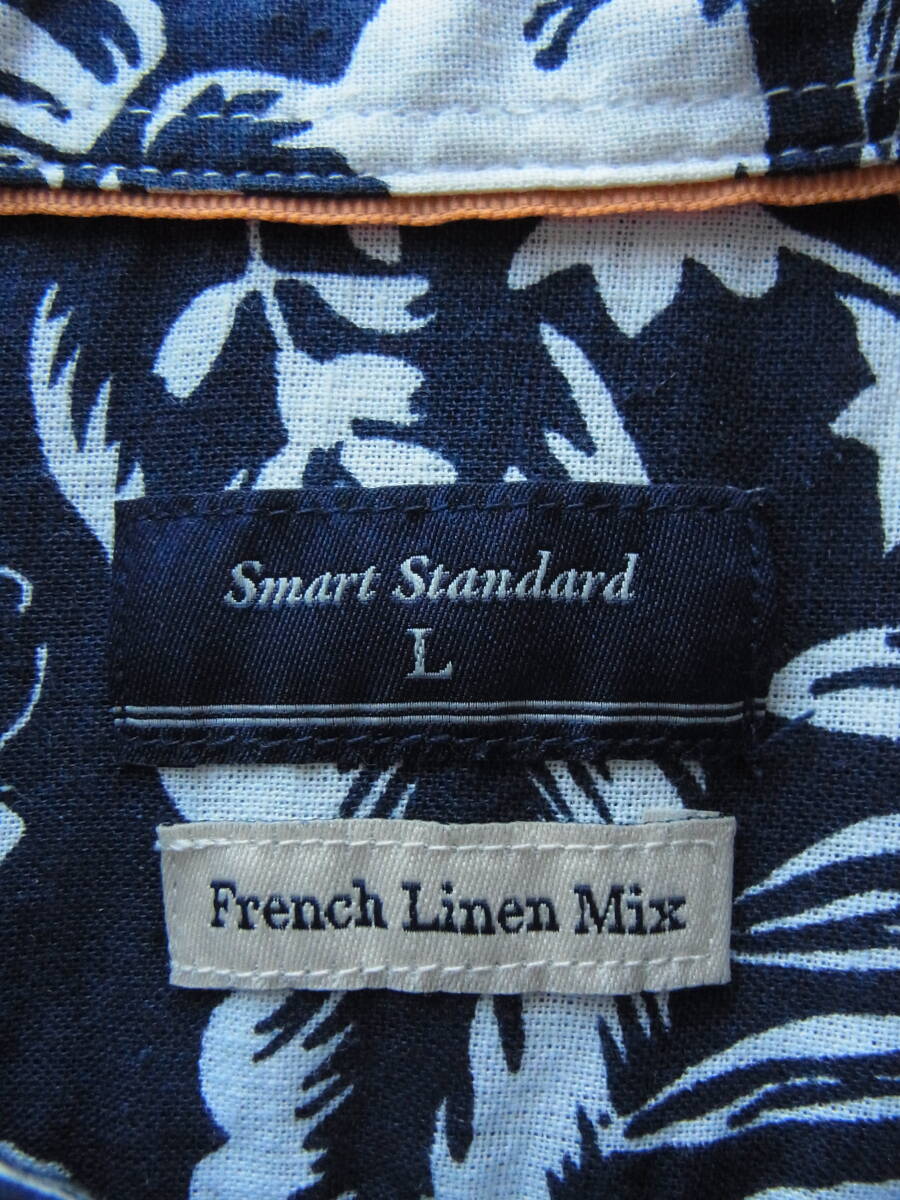 Smart Standard
L
French Linen Mix